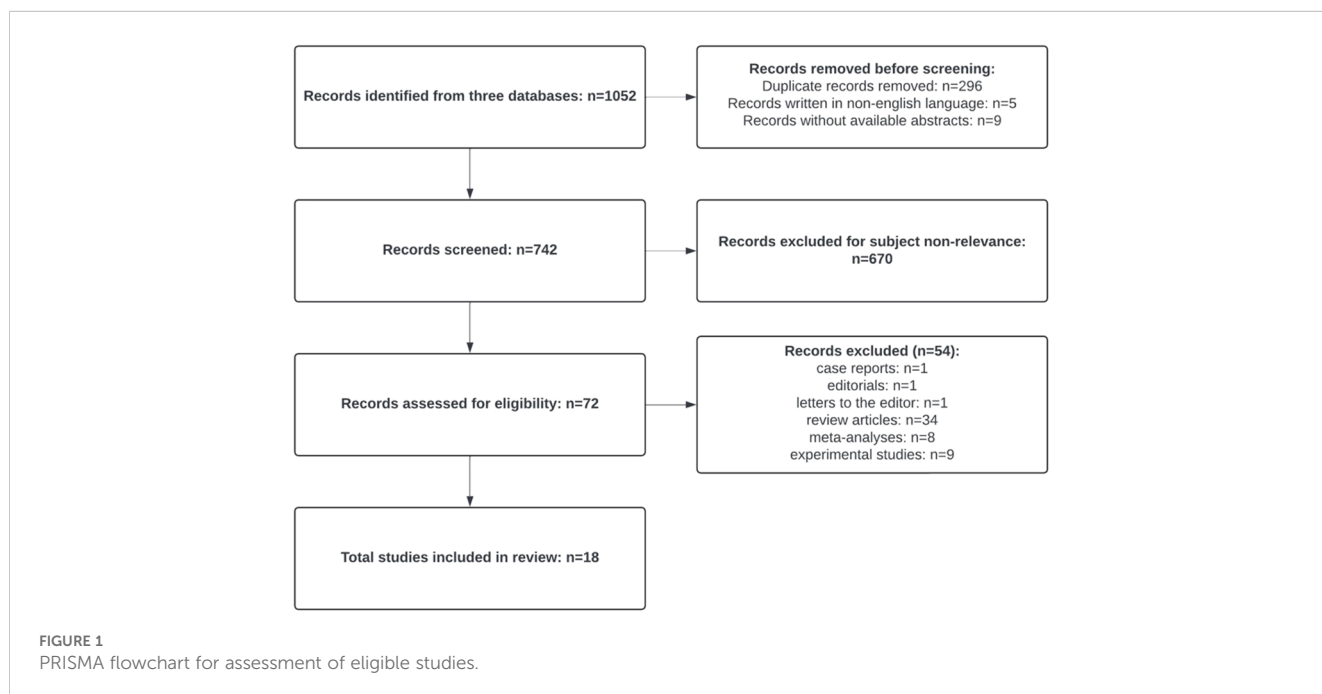 Records identified from three databases: n=1052
Records removed before screening:
Duplicate records removed: n=296
Records written in non-english language: n=5
Records without available abstracts: n=9
Records screened: n=742
Records excluded for subject non-relevance:
n=670
Records assessed for eligibility: n=72
Records excluded (n=54):
case reports: n=1
editorials: n=1
letters to the editor: n=1
review articles: n=34
meta-analyses: n=8
experimental studies: n=9
Total studies included in review: n=18
FIGURE 1
PRISMA flowchart for assessment of eligible studies.